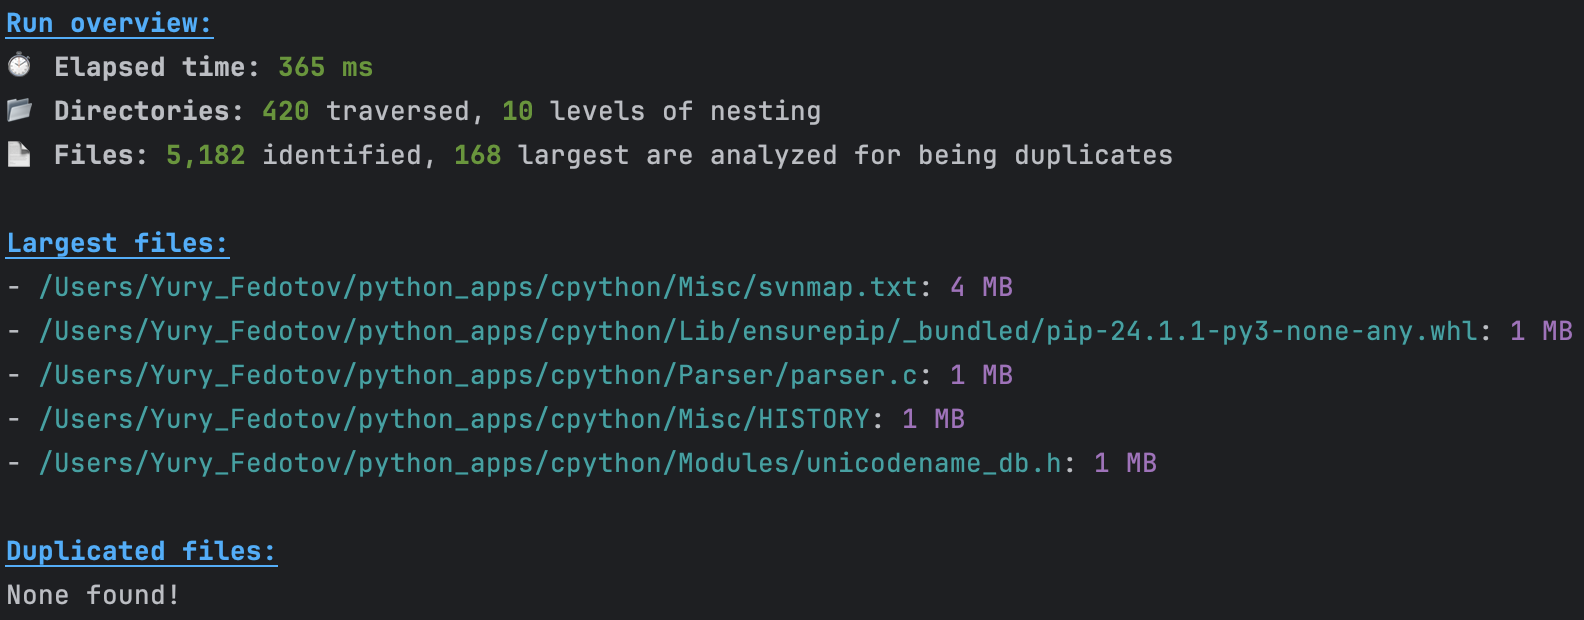 Run overview:
Elapsed time: 365 ms
Directories: 420 traversed, 10 levels of nesting
Files: 5,182 identified, 168 largest are analyzed for being duplicates
Largest files:
- /Users/Yury_Fedotov/python_apps/cpython/Misc/svnmap.txt: 4 MB
- /Users/Yury_Fedotov/python_apps/cpython/Lib/ensurepip/_bundled/pip-24.1.1-py3-none-any.whl: 1 MB
- /Users/Yury_Fedotov/python_apps/cpython/Parser/parser.c: 1 MB
- /Users/Yury_Fedotov/python_apps/cpython/Misc/HISTORY: 1 MB
- /Users/Yury_Fedotov/python_apps/cpython/Modules/unicodename_db.h: 1 MB
Duplicated files:
None found!